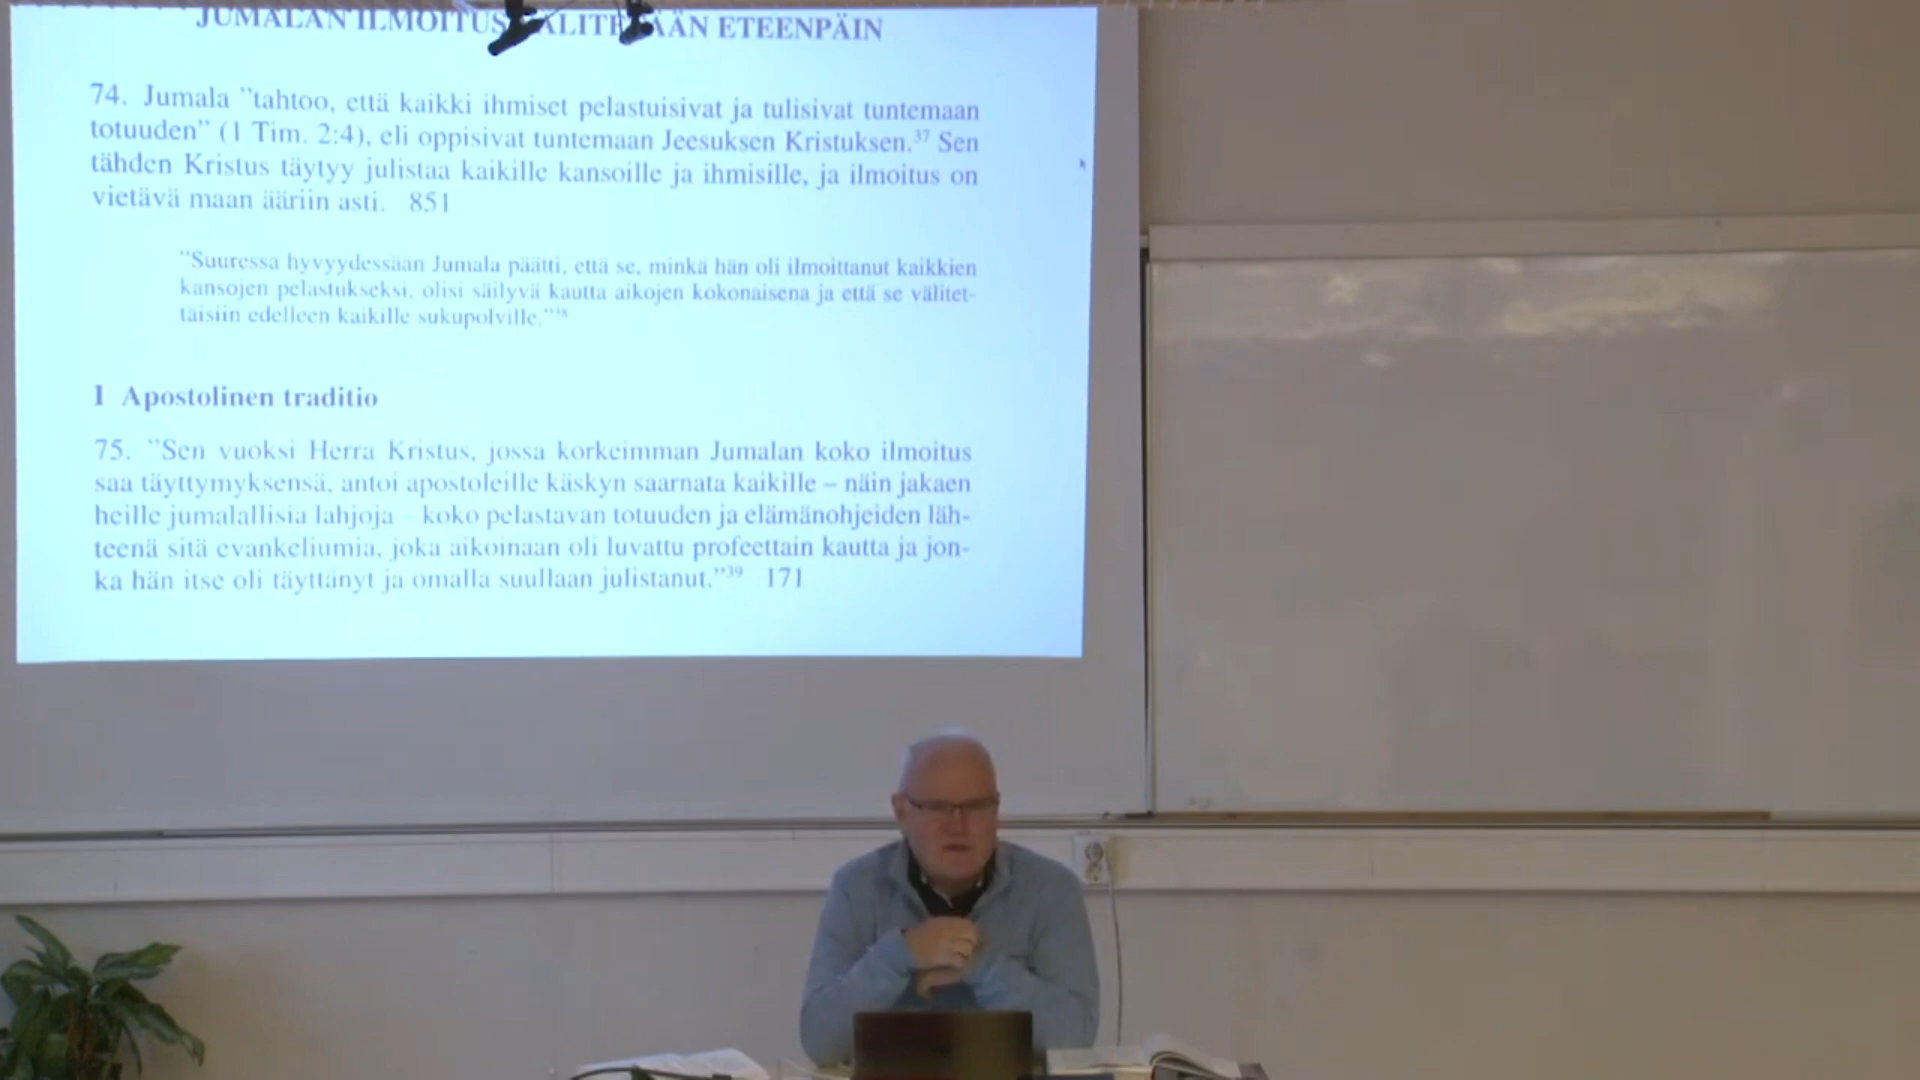 JUMALAN ILMOITUS VÄLITETÄÄN ETEENPÄIN
74. Jumala ”tahtoo, että kaikki ihmiset pelastuisivat ja tulisivat tuntemaan
totuuden” (1 Tim. 2:4), eli oppisivat tuntemaan Jeesuksen Kristuksen.37 Sen
tähden Kristus täytyy julistaa kaikille kansoille ja ihmisille, ja ilmoitus on
vietävä maan ääriin asti. 851
”Suuressa hyvyydessään Jumala päätti, että se, minkä hän oli ilmoittanut kaikkien
kansojen pelastukseksi, olisi säilyvä kautta aikojen kokonaisena ja että se välitet-
täisiin edelleen kaikille sukupolville.”38
I Apostolinen traditio
75. ”Sen vuoksi Herra Kristus, jossa korkeimman Jumalan koko ilmoitus
saa täyttymyksensä, antoi apostoleille käskyn saarnata kaikille – näin jakaen
heille jumalallisia lahjoja – koko pelastavan totuuden ja elämänohjeiden läh-
teenä sitä evankeliumia, joka aikoinaan oli luvattu profeettain kautta ja jon-
ka hän itse oli täyttänyt ja omalla suullaan julistanut.”39 171